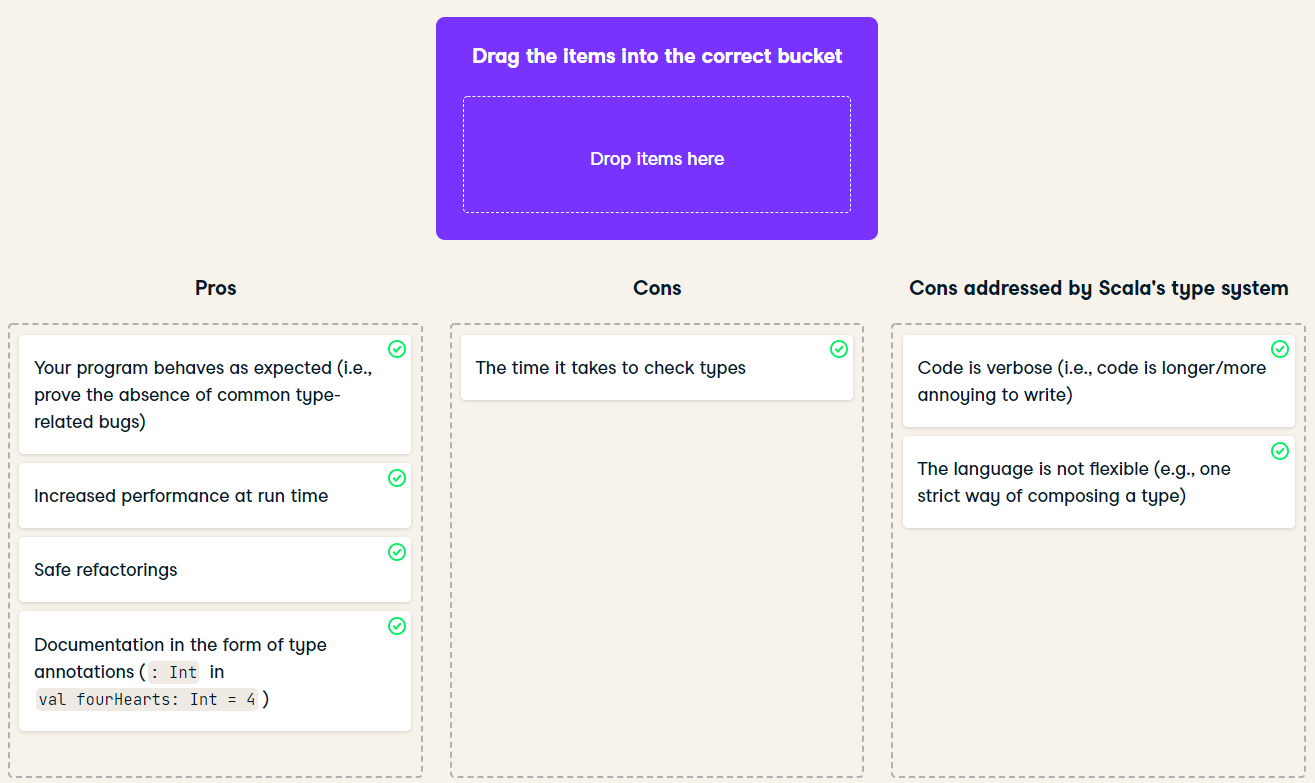 Drag the items into the correct bucket
Drop items here
Pros
Your program behaves as expected (i.e.,
prove the absence of common type-
related bugs)
Increased performance at run time
Safe refactorings
Documentation in the form of type
annotations ( : Int in
val fourHearts: Int = 4 )
Cons
The time it takes to check types
Cons addressed by Scala's type system
Code is verbose (i.e., code is longer/more
annoying to write)
The language is not flexible (e.g., one
strict way of composing a type)